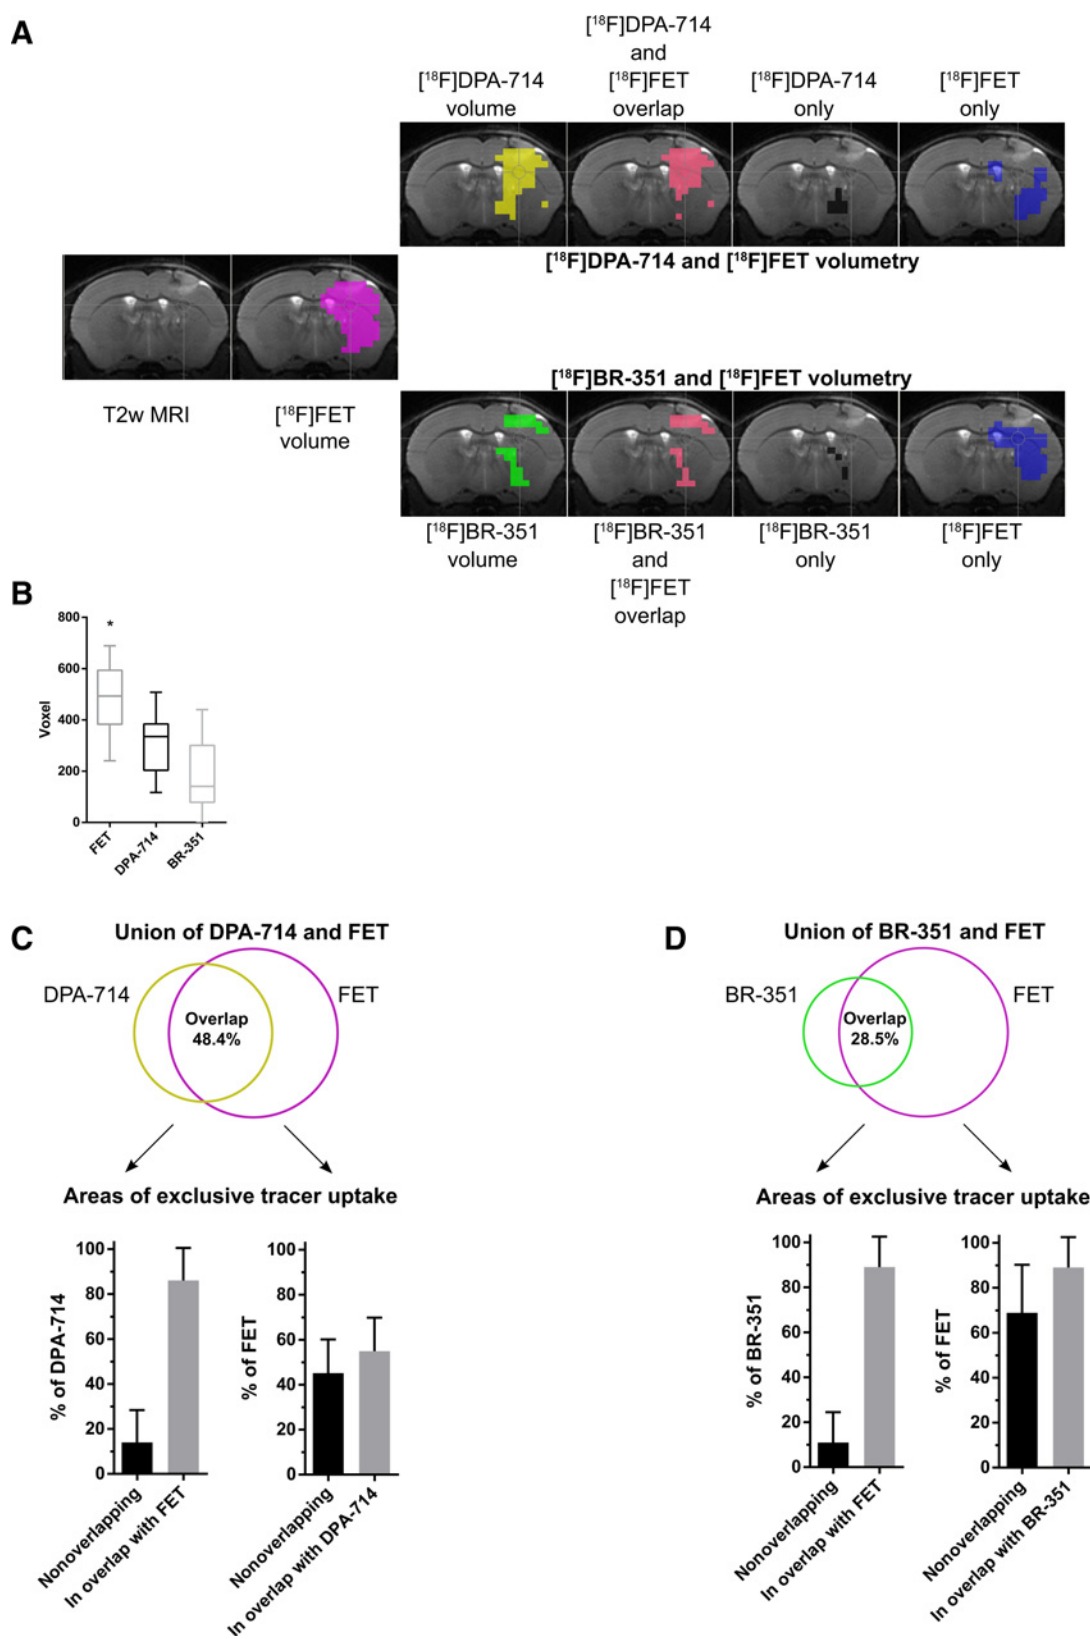 A
[¹⁸F]DPA-714
and
[¹⁸F]DPA-714 [¹⁸F]FET [¹⁸F]DPA-714 [¹⁸F]FET
volume overlap only only
[¹⁸F]DPA-714 and [¹⁸F]FET volumetry
T2w MRI [¹⁸F]FET
volume
[¹⁸F]BR-351 and [¹⁸F]FET volumetry
[¹⁸F]BR-351 [¹⁸F]BR-351 [¹⁸F]BR-351 [¹⁸F]FET
volume and only only
[¹⁸F]FET
overlap
B
Voxel
800
600
400
200
0
*
FET
DPA-714
BR-351
C
Union of DPA-714 and FET
DPA-714
FET
Overlap
48.4%
Areas of exclusive tracer uptake
% of DPA-714
100
80
60
40
20
0
Nonoverlapping
In overlap with FET
% of FET
100
80
60
40
20
0
Nonoverlapping
In overlap with DPA-714
D
Union of BR-351 and FET
BR-351
FET
Overlap
28.5%
Areas of exclusive tracer uptake
% of BR-351
100
80
60
40
20
0
Nonoverlapping
In overlap with FET
% of FET
100
80
60
40
20
0
Nonoverlapping
In overlap with BR-351